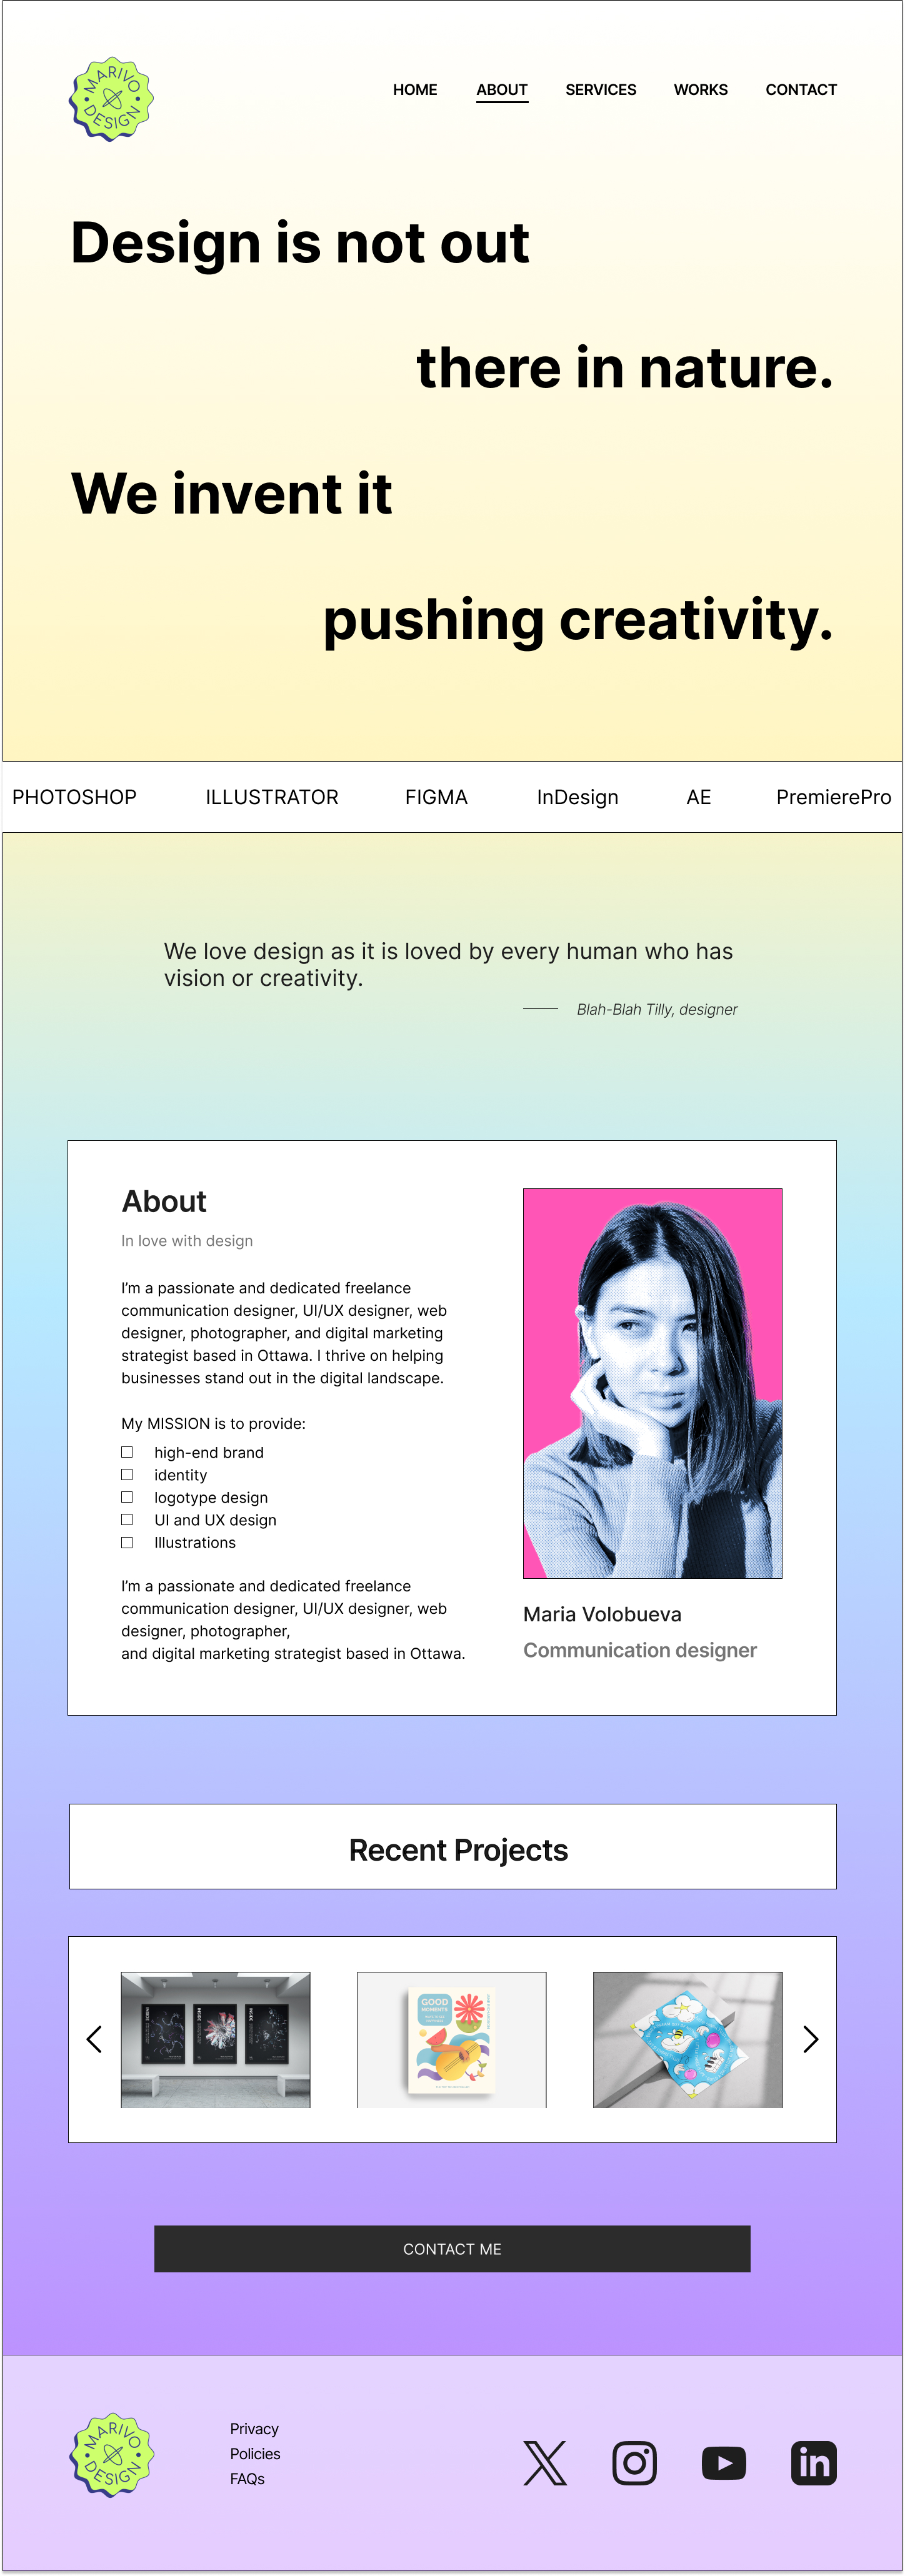 MARIVO
DESIGN
HOME ABOUT SERVICES WORKS CONTACT
Design is not out
there in nature.
We invent it
pushing creativity.
PHOTOSHOP ILLUSTRATOR FIGMA InDesign AE PremierePro
We love design as it is loved by every human who has
vision or creativity.
Blah-Blah Tilly, designer
About
In love with design
I’m a passionate and dedicated freelance
communication designer, UI/UX designer, web
designer, photographer, and digital marketing
strategist based in Ottawa. I thrive on helping
businesses stand out in the digital landscape.
My MISSION is to provide:
high-end brand
identity
logotype design
UI and UX design
Illustrations
I’m a passionate and dedicated freelance
communication designer, UI/UX designer, web
designer, photographer,
and digital marketing strategist based in Ottawa.
Maria Volobueva
Communication designer
Recent Projects
GOOD
MOMENTS
CONTACT ME
MARIVO
DESIGN
Privacy
Policies
FAQs
in